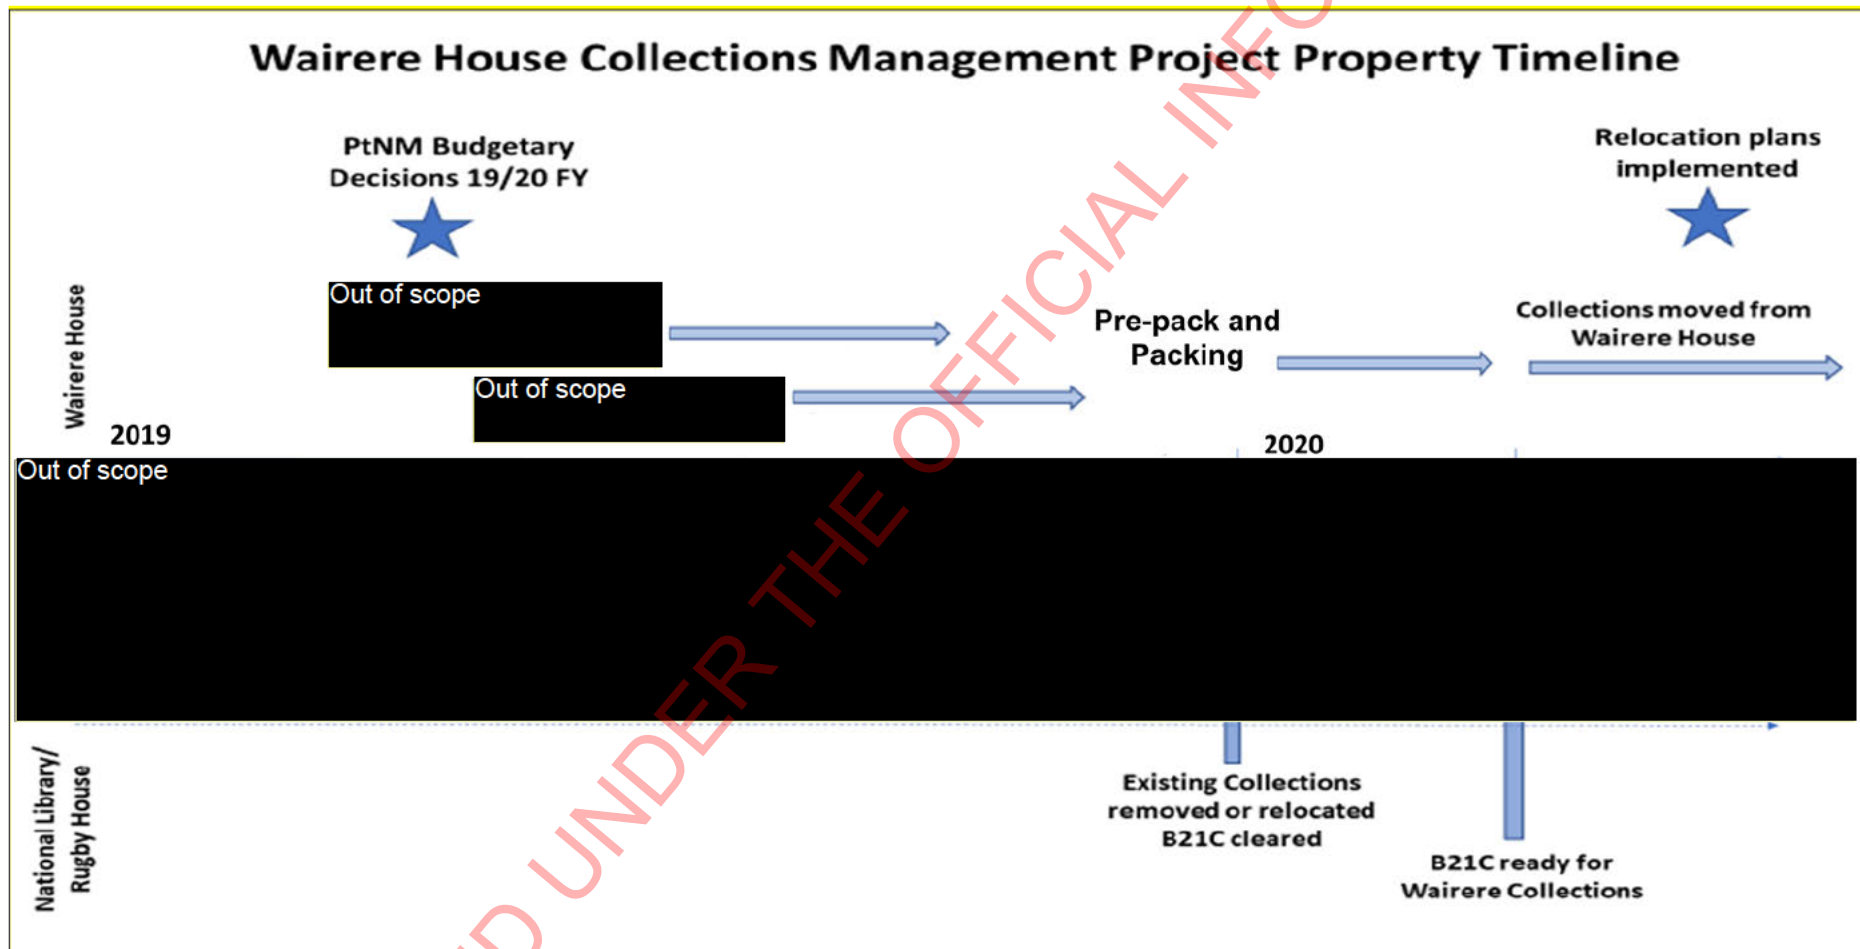 Wairere House Collections Management Project Property Timeline
PtNM Budgetary
Decisions 19/20 FY
Relocation plans
implemented
Wairere House
Out of scope
Out of scope
Pre-pack and
Packing
Collections moved from
Wairere House
2019
2020
Out of scope
National Library/
Rugby House
Existing Collections
removed or relocated
B21C cleared
B21C ready for
Wairere Collections
UNDER THE OFFICIAL